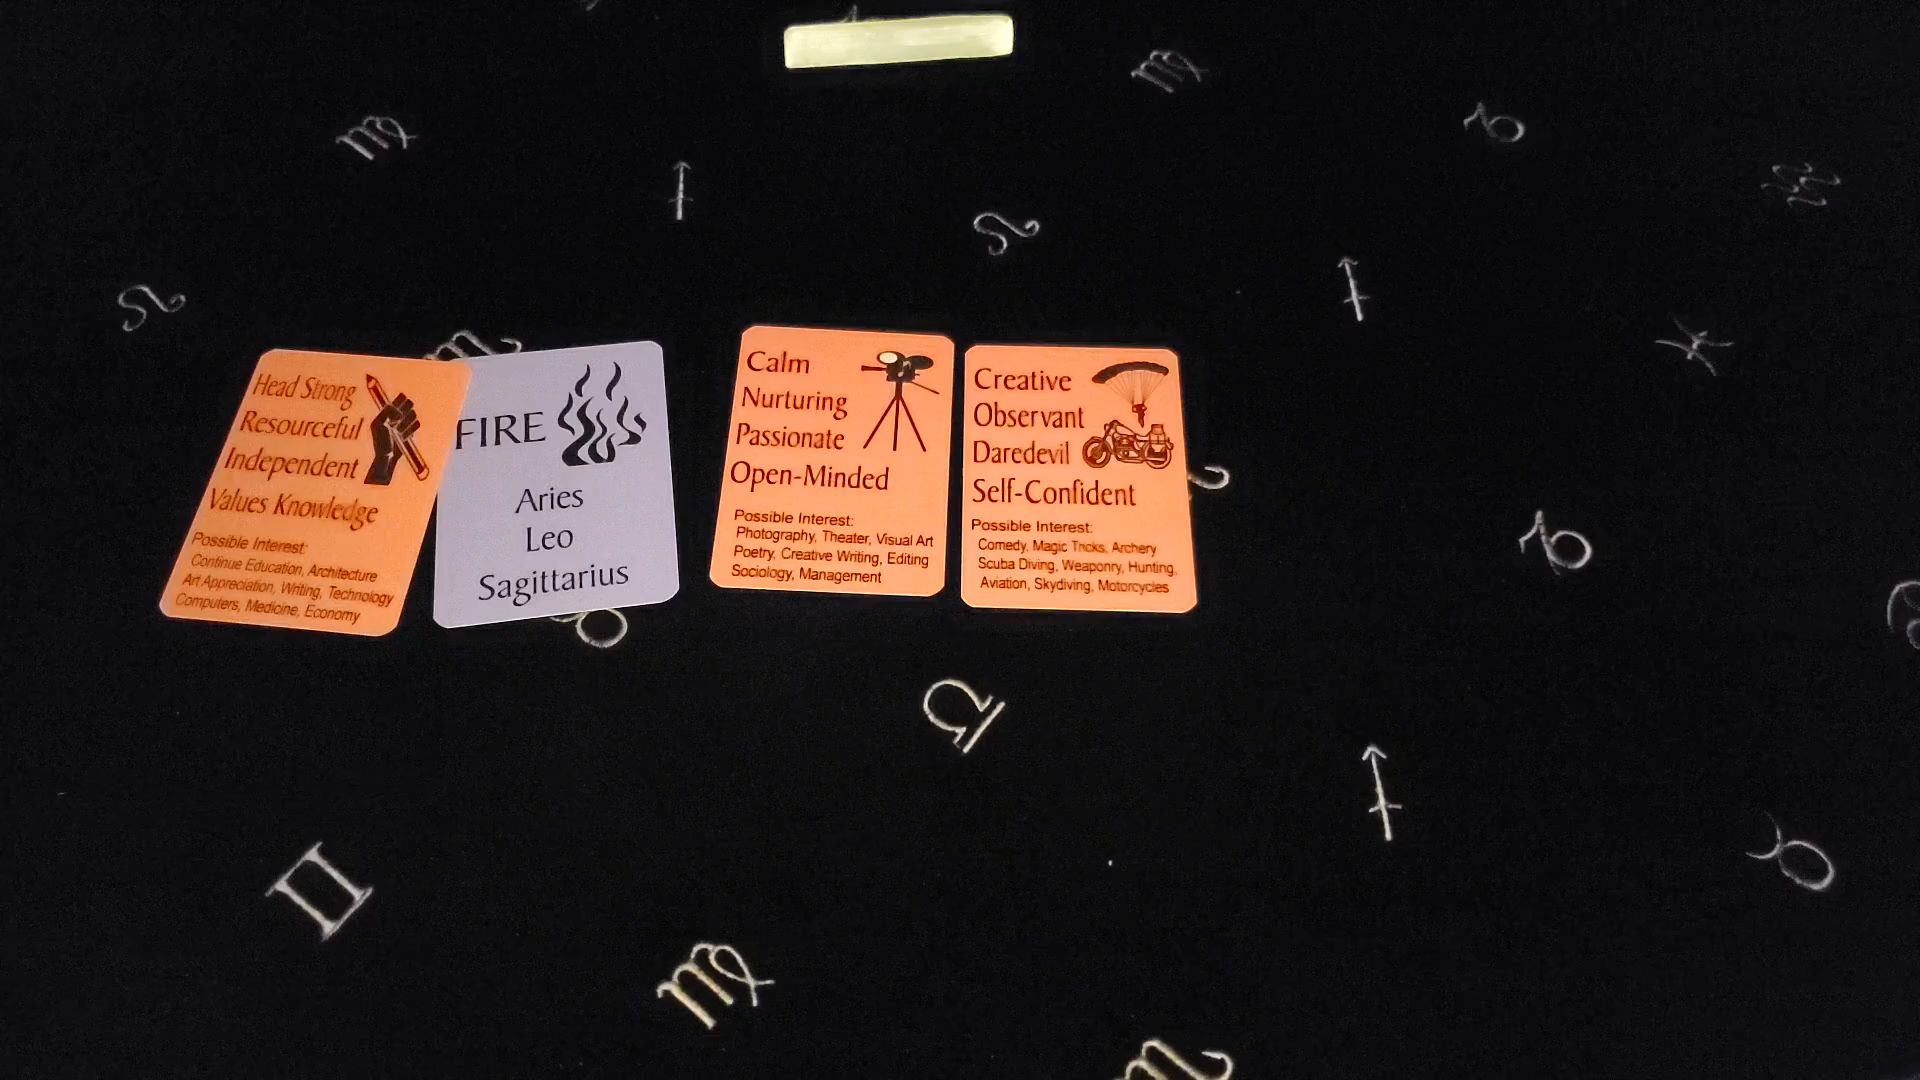 Head Strong
Resourceful
Independent
Values Knowledge
Possible Interest:
Continue Education, Architecture
Art Appreciation, Writing, Technology
Computers, Medicine, Economy
FIRE
Aries
Leo
Sagittarius
Calm
Nurturing
Passionate
Open-Minded
Possible Interest:
Photography, Theater, Visual Art
Poetry, Creative Writing, Editing
Sociology, Management
Creative
Observant
Daredevil
Self-Confident
Possible Interest:
Comedy, Magic Tricks, Archery
Scuba Diving, Weaponry, Hunting,
Aviation, Skydiving, Motorcycles